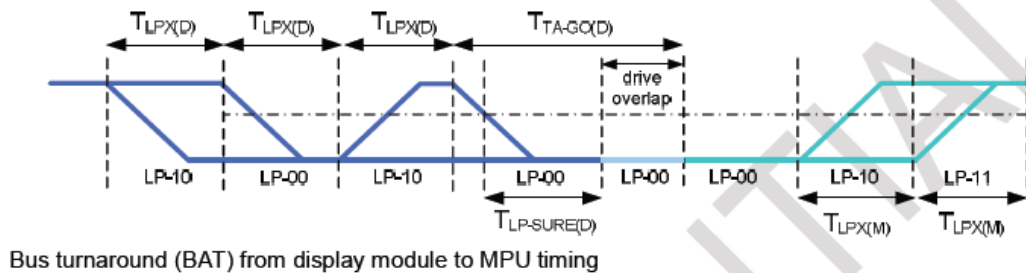 TLPX(D) TLPX(D) TLPX(D) TTA-GO(D)
drive
overlap
LP-10 LP-00 LP-10 LP-00 LP-00 LP-00 LP-10 LP-11
TLP-SURE(D) TLPX(M) TLPX(M)
Bus turnaround (BAT) from display module to MPU timing